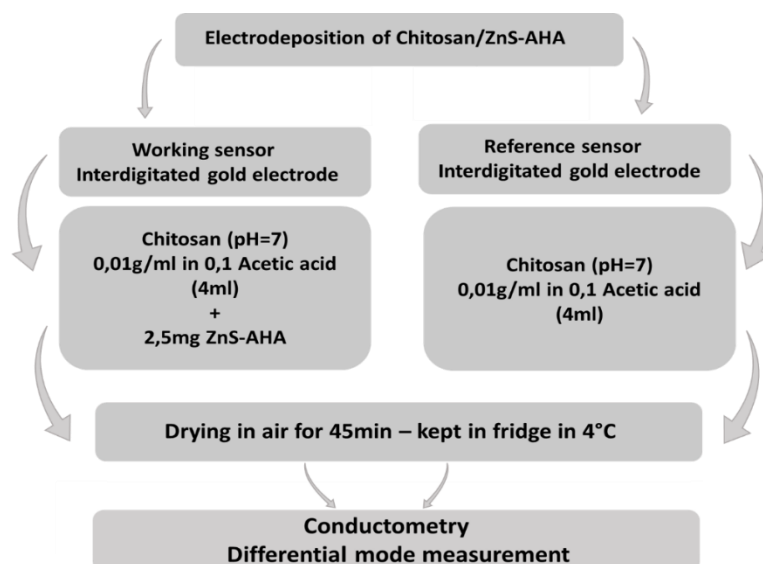 Electrodeposition of Chitosan/ZnS-AHA
Working sensor
Interdigitated gold electrode
Reference sensor
Interdigitated gold electrode
Chitosan (pH=7)
0,01g/ml in 0,1 Acetic acid
(4ml)
+
2,5mg ZnS-AHA
Chitosan (pH=7)
0,01g/ml in 0,1 Acetic acid
(4ml)
Drying in air for 45min – kept in fridge in 4°C
Conductometry
Differential mode measurement